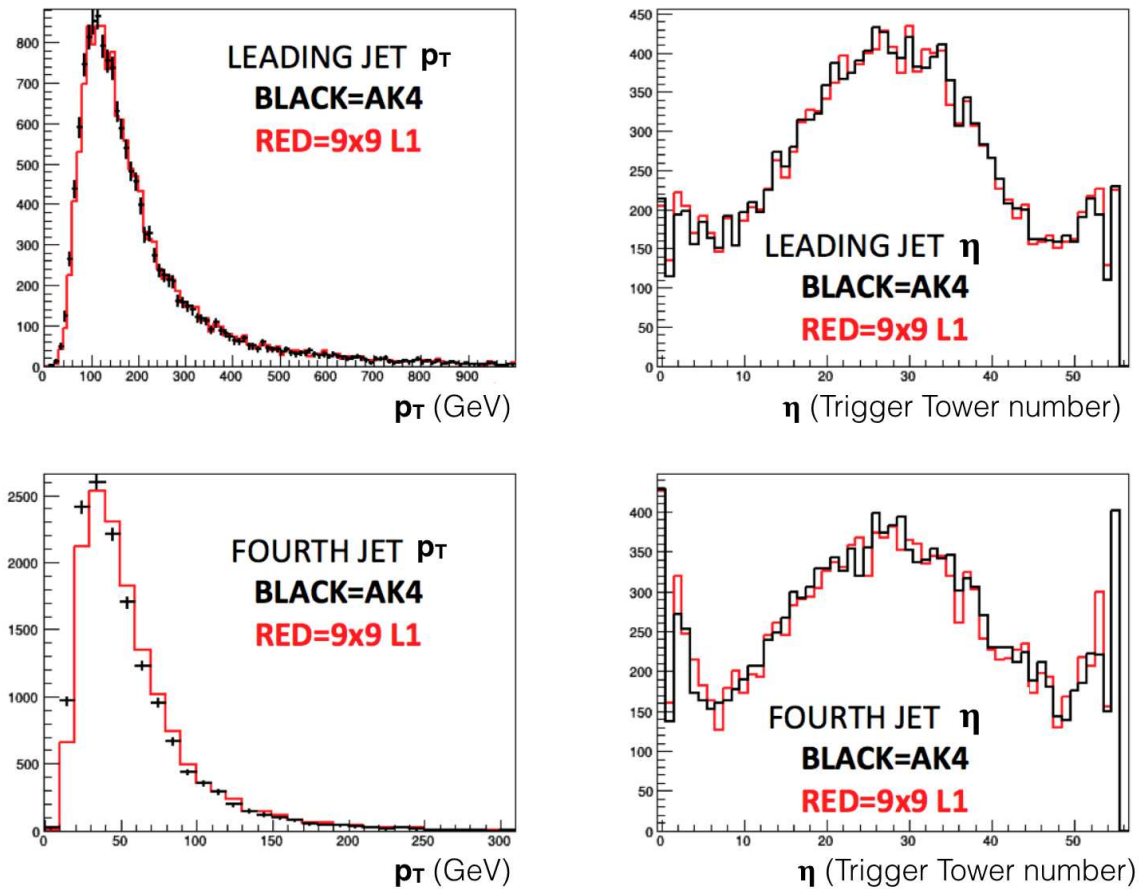 800
700
600
500
400
300
200
100
0
LEADING JET pT
BLACK=AK4
RED=9x9 L1
0 100 200 300 400 500 600 700 800 900
pT (GeV)
450
400
350
300
250
200
150
100
50
0
LEADING JET η
BLACK=AK4
RED=9x9 L1
0 10 20 30 40 50
η (Trigger Tower number)
2500
2000
1500
1000
500
0
FOURTH JET pT
BLACK=AK4
RED=9x9 L1
0 50 100 150 200 250 300
pT (GeV)
400
350
300
250
200
150
100
50
0
FOURTH JET η
BLACK=AK4
RED=9x9 L1
0 10 20 30 40 50
η (Trigger Tower number)